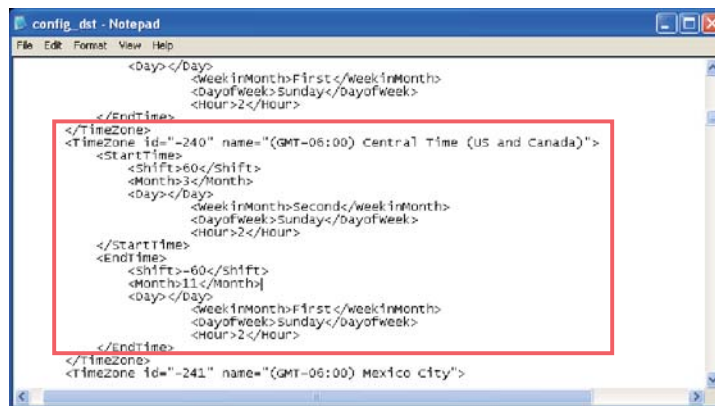 config_dst - Notepad
File Edit Format View Help
<Day></Day>
<WeekInMonth>First</WeekInMonth>
<DayofWeek>Sunday</DayofWeek>
<Hour>2</Hour>
</EndTime>
</TimeZone>
<TimeZone id="-240" name="(GMT-06:00) Central Time (US and Canada)">
<StartTime>
<Shift>60</Shift>
<Month>3</Month>
<Day></Day>
<WeekInMonth>Second</WeekInMonth>
<DayofWeek>Sunday</DayofWeek>
<Hour>2</Hour>
</StartTime>
<EndTime>
<Shift>-60</Shift>
<Month>11</Month>
<Day></Day>
<WeekInMonth>First</WeekInMonth>
<DayofWeek>Sunday</DayofWeek>
<Hour>2</Hour>
</EndTime>
</TimeZone>
<TimeZone id="-241" name="(GMT-06:00) Mexico City">